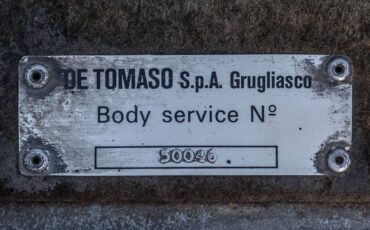 DE TOMASO S.p.A. Grugliasco
Body service Nº
50046